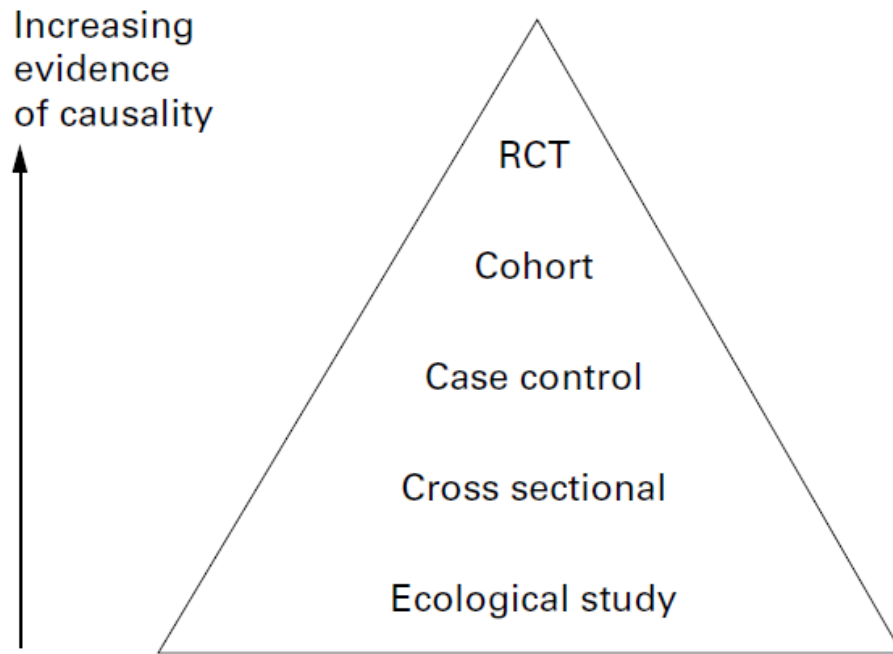 Increasing
evidence
of causality
RCT
Cohort
Case control
Cross sectional
Ecological study